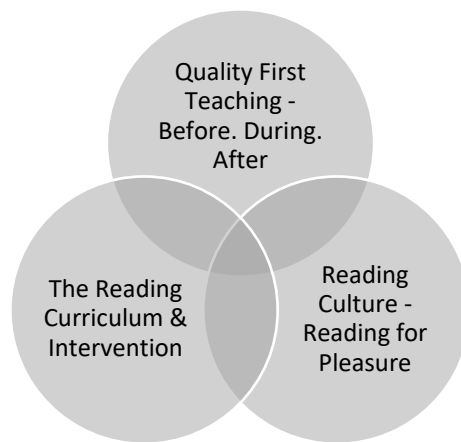 Quality First
Teaching -
Before. During.
After
The Reading
Curriculum &
Intervention
Reading
Culture -
Reading for
Pleasure